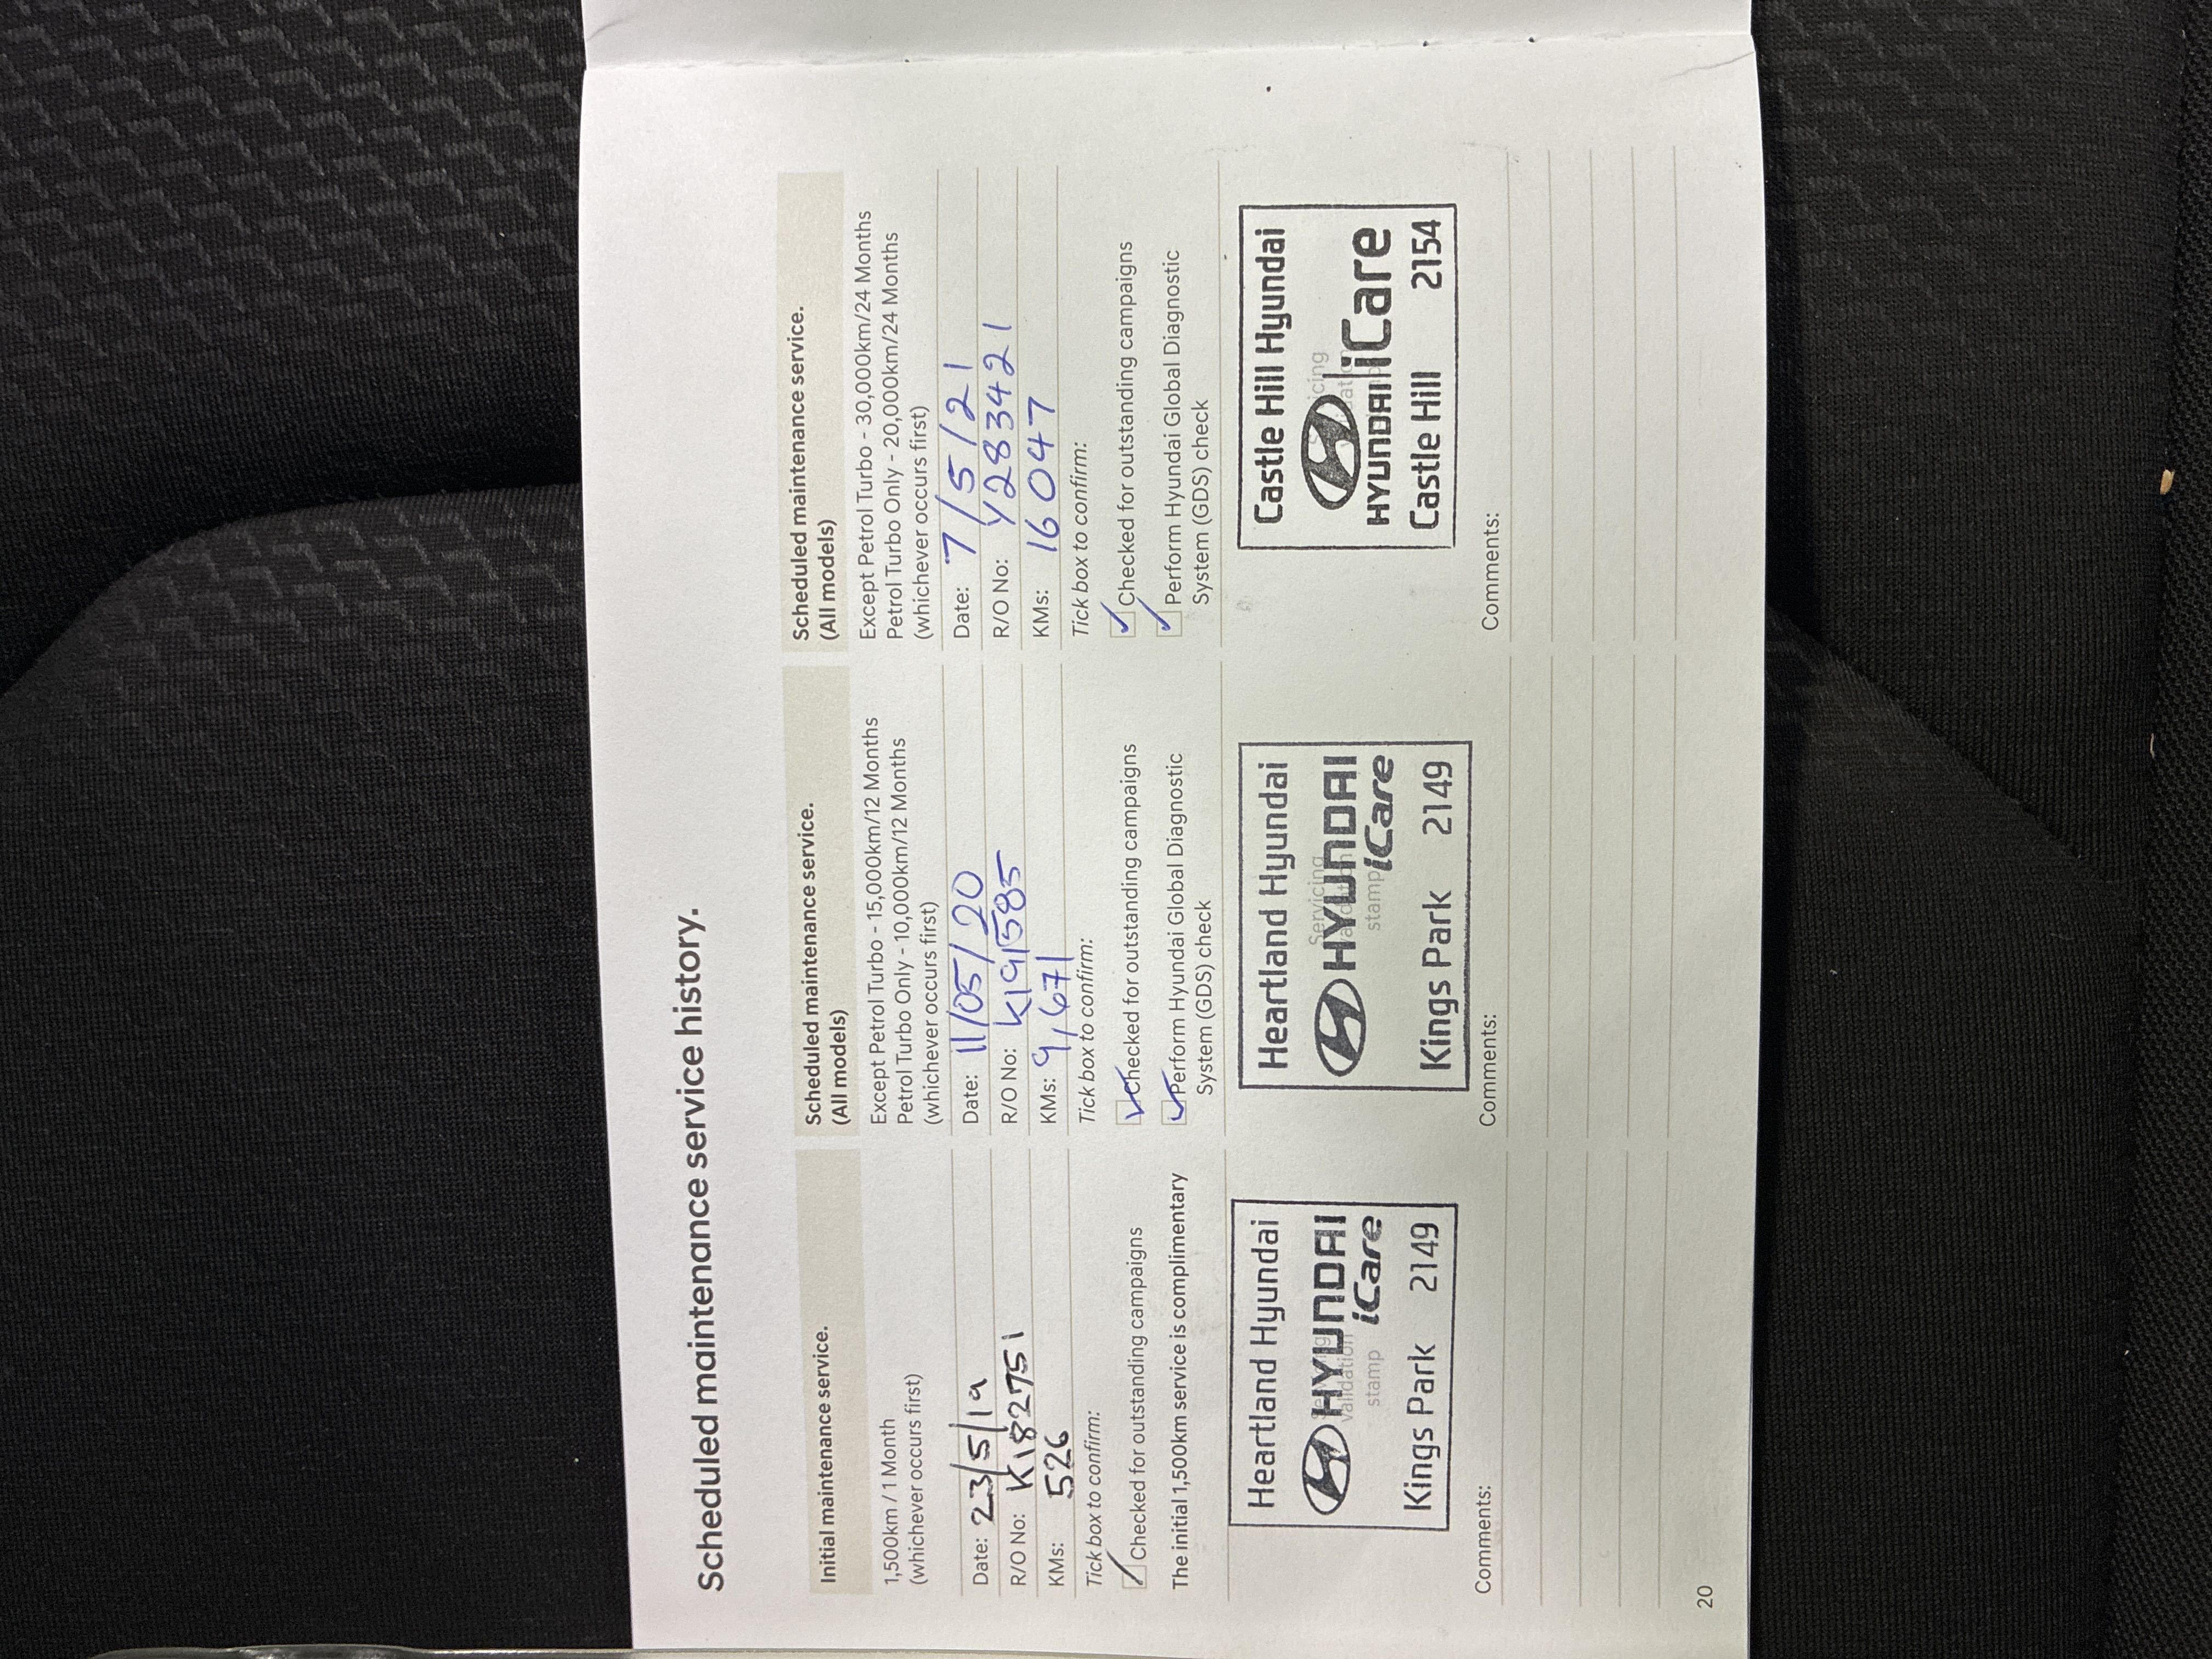 Scheduled maintenance service history.
Initial maintenance service.
1,500km / 1 Month
(whichever occurs first)
Date: 23/5/19
R/O No: K182751
KMs: 526
Tick box to confirm:
Checked for outstanding campaigns
The initial 1,500km service is complimentary
Heartland Hyundai
HYUNDAI
iCare
Validation
stamp
Kings Park 2149
Comments:
Scheduled maintenance service.
(All models)
Except Petrol Turbo - 15,000km/12 Months
Petrol Turbo Only - 10,000km/12 Months
(whichever occurs first)
Date: 11/05/20
R/O No: K191585
KMs: 9,671
Tick box to confirm:
Checked for outstanding campaigns
Perform Hyundai Global Diagnostic
System (GDS) check
Heartland Hyundai
Servicing
HYUNDAI
stamp iCare
Kings Park 2149
Comments:
Scheduled maintenance service.
(All models)
Except Petrol Turbo - 30,000km/24 Months
Petrol Turbo Only - 20,000km/24 Months
(whichever occurs first)
Date: 7/5/21
R/O No: Y283421
KMs: 16047
Tick box to confirm:
Checked for outstanding campaigns
Perform Hyundai Global Diagnostic
System (GDS) check
Castle Hill Hyundai
HYUNDAI iCare
Castle Hill 2154
Comments:
20